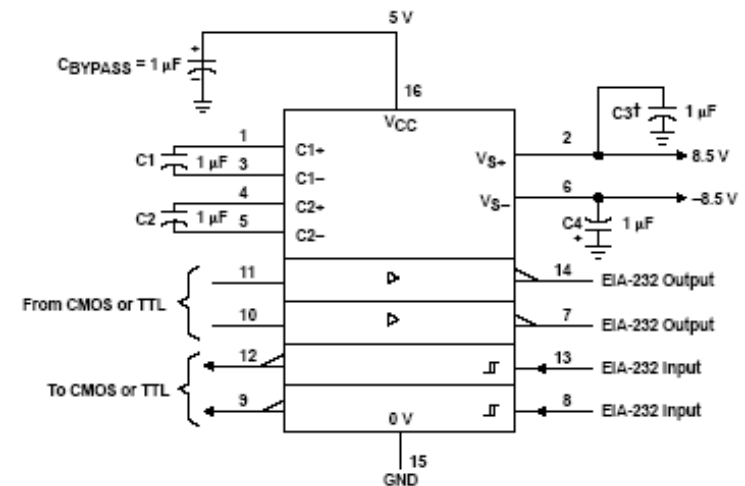 5 V
CBYPASS = 1 μF
+
−
16
VCC
C3† 1 μF
1
C1+
2
VS+
8.5 V
C1 1 μF
3
C1−
4
C2+
6
VS−
−8.5 V
C2 1 μF
5
C2−
C4 1 μF
+
11
14
EIA-232 Output
From CMOS or TTL
10
7
EIA-232 Output
12
13
EIA-232 Input
To CMOS or TTL
9
8
EIA-232 Input
0 V
15
GND